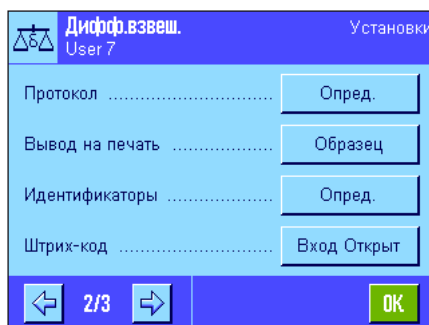 Дифф.взвеш.
Установки
User 7
Протокол ............................ Опред.
Вывод на печать ................. Образец
Идентификаторы .................. Опред.
Штрих-код .......................... Вход Открыт
2/3
OK